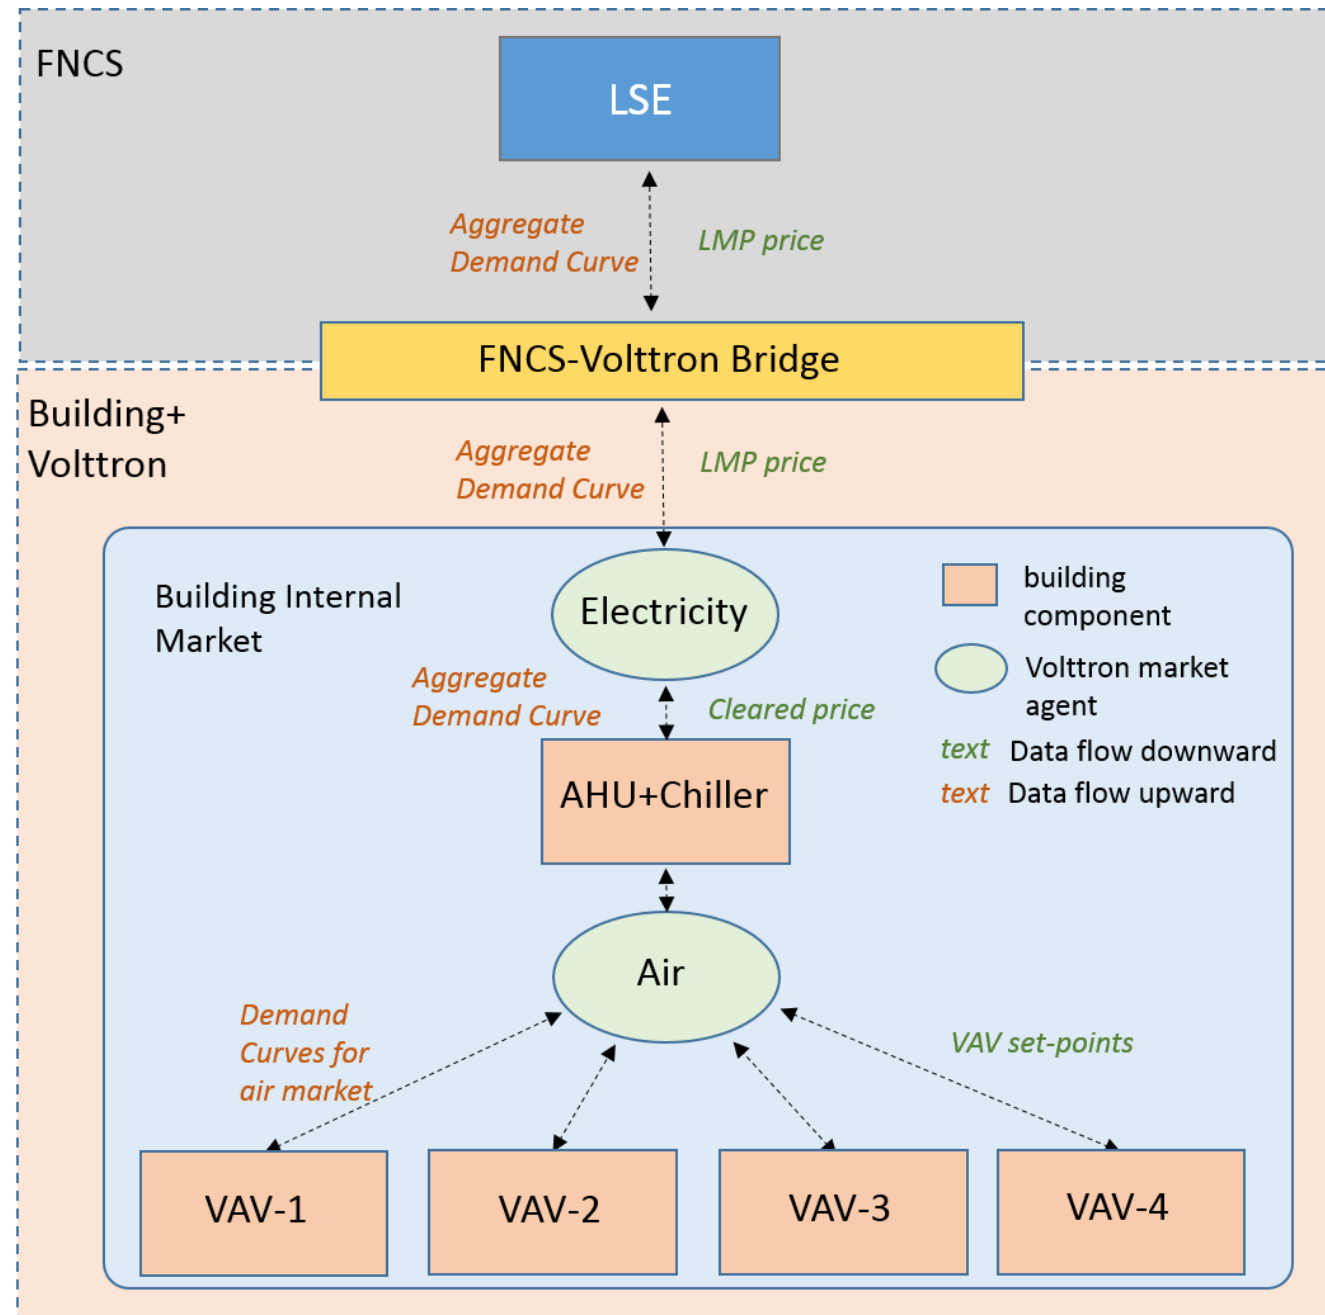 FNCS
LSE
Aggregate
Demand Curve
LMP price
FNCS-Volttron Bridge
Building+
Volttron
Aggregate
Demand Curve
LMP price
Building Internal
Market
Electricity
building
component
Volttron market
agent
text Data flow downward
text Data flow upward
Aggregate
Demand Curve
Cleared price
AHU+Chiller
Air
Demand
Curves for
air market
VAV set-points
VAV-1
VAV-2
VAV-3
VAV-4